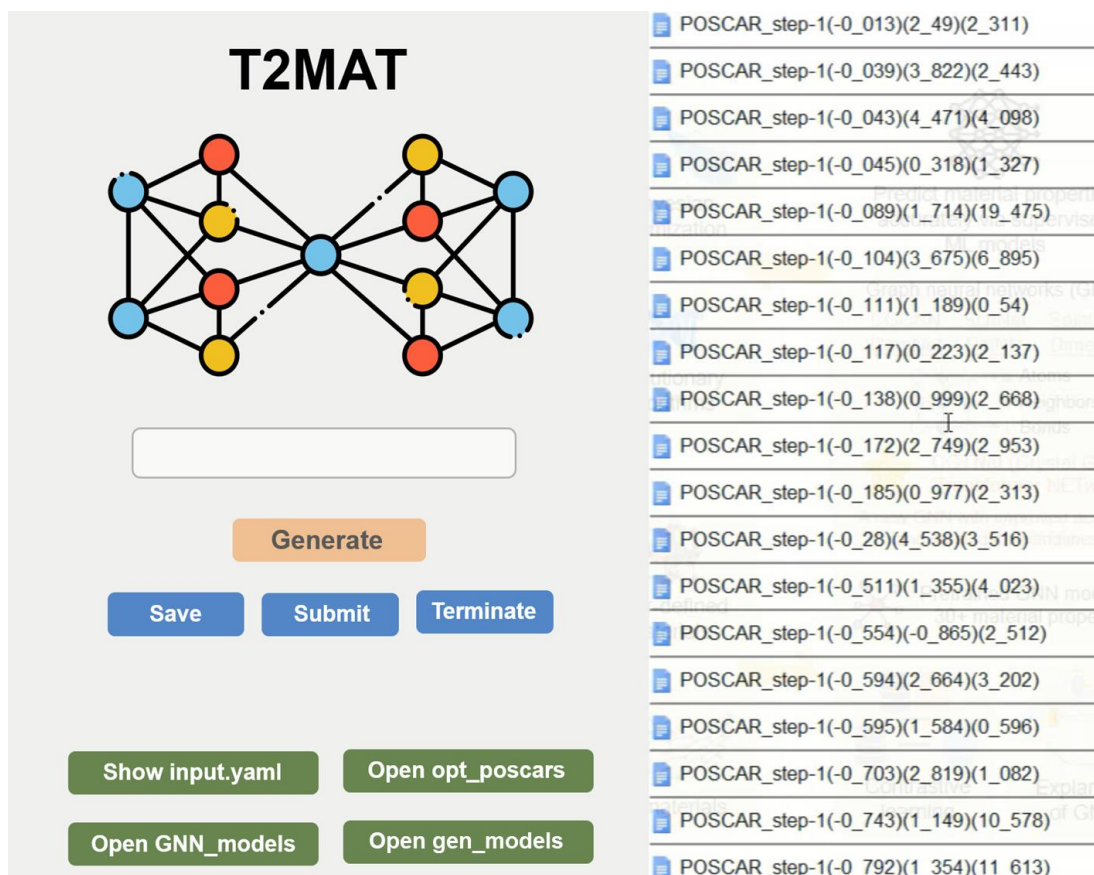 T2MAT
Generate
Save
Submit
Terminate
Show input.yaml
Open opt_poscars
Open GNN_models
Open gen_models
POSCAR_step-1(-0_013)(2_49)(2_311)
POSCAR_step-1(-0_039)(3_822)(2_443)
POSCAR_step-1(-0_043)(4_471)(4_098)
POSCAR_step-1(-0_045)(0_318)(1_327)
POSCAR_step-1(-0_089)(1_714)(19_475)
POSCAR_step-1(-0_104)(3_675)(6_895)
POSCAR_step-1(-0_111)(1_189)(0_54)
POSCAR_step-1(-0_117)(0_223)(2_137)
POSCAR_step-1(-0_138)(0_999)(2_668)
POSCAR_step-1(-0_172)(2_749)(2_953)
POSCAR_step-1(-0_185)(0_977)(2_313)
POSCAR_step-1(-0_28)(4_538)(3_516)
POSCAR_step-1(-0_511)(1_355)(4_023)
POSCAR_step-1(-0_554)(-0_865)(2_512)
POSCAR_step-1(-0_594)(2_664)(3_202)
POSCAR_step-1(-0_595)(1_584)(0_596)
POSCAR_step-1(-0_703)(2_819)(1_082)
POSCAR_step-1(-0_743)(1_149)(10_578)
POSCAR_step-1(-0_792)(1_354)(11_613)